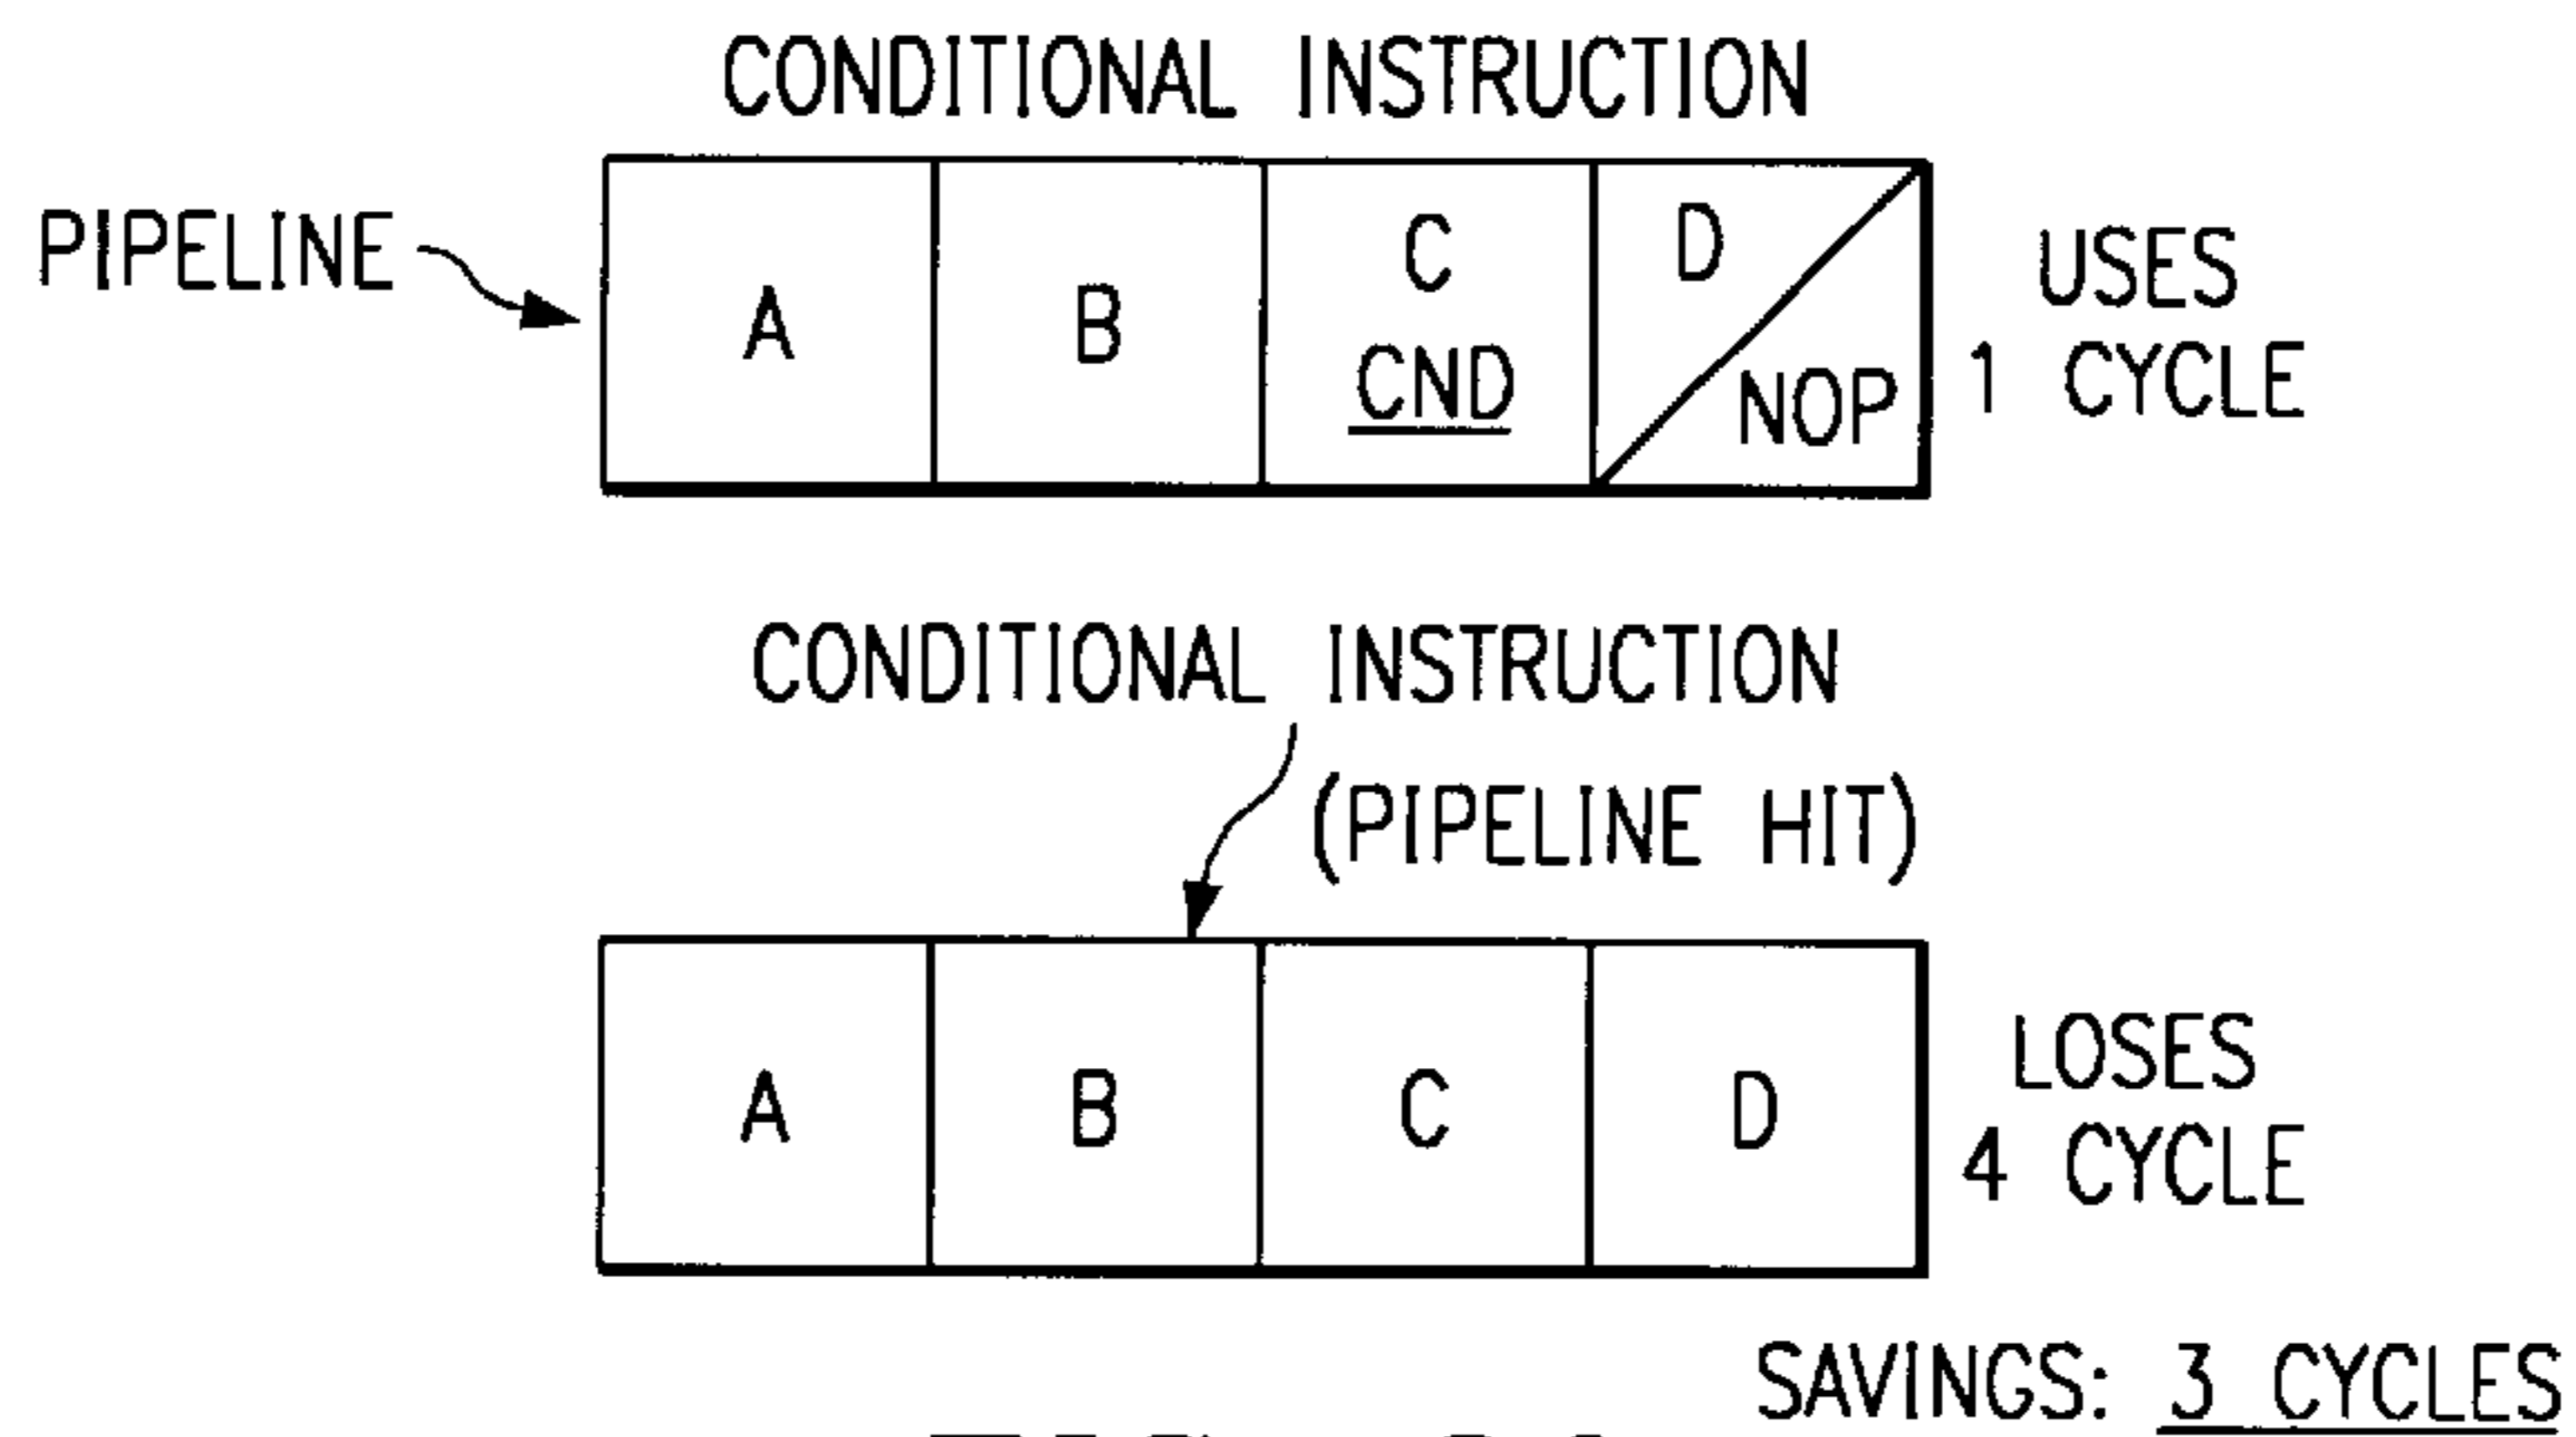 CONDITIONAL INSTRUCTION
PIPELINE
A B C D
CND
NOP
USES
1 CYCLE
CONDITIONAL INSTRUCTION
(PIPELINE HIT)
A B C D
LOSES
4 CYCLE
SAVINGS: 3 CYCLES